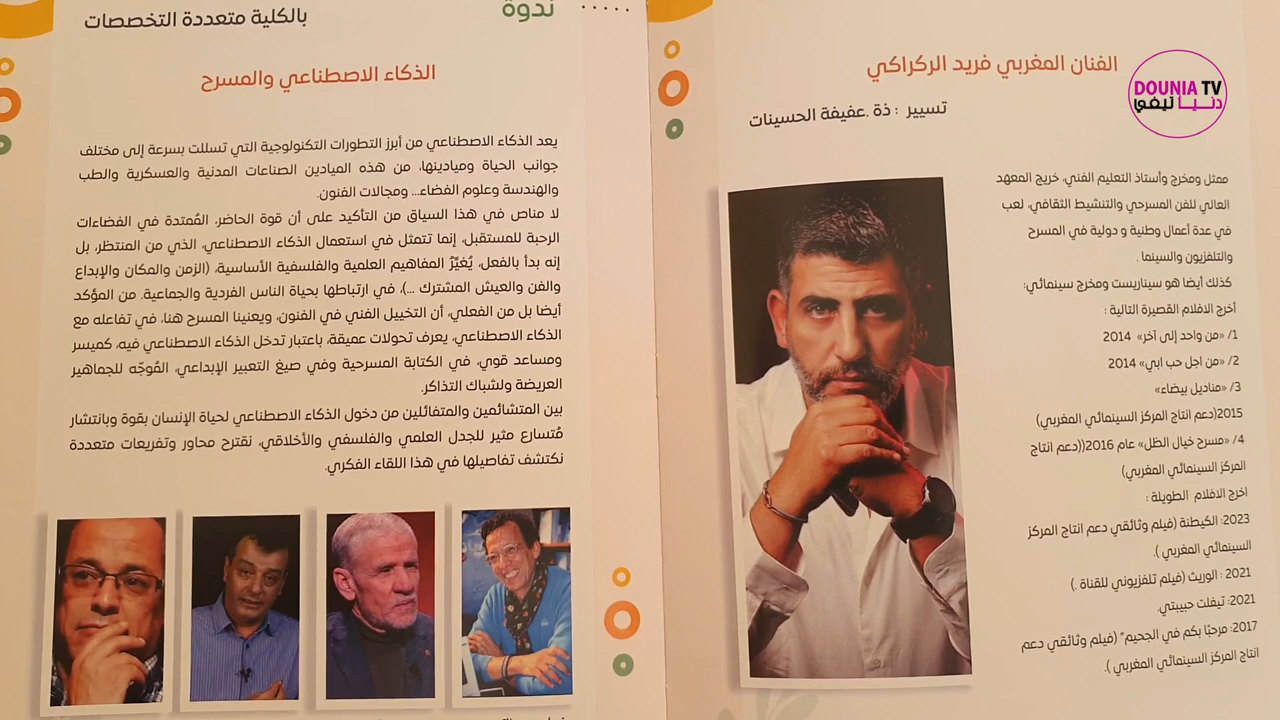 الفنان المغربي فريد الركراكي
DOUNIA TV
دنيا تيفي
تسيير : ذة .عفيفة الحسينات
ممثل ومخرج وأستاذ التعليم الفني، خريج المعهد
العالي للفن المسرحي والتنشيط الثقافي، لعب
في عدة أعمال وطنية و دولية في المسرح
والتلفزيون والسينما .
كذلك أيضا هو سيناريست ومخرج سينمائي:
أخرج الافلام القصيرة التالية :
1/ «من واحد إلى آخر» 2014
2/ «من اجل حب ابي» 2014
3/ «مناديل بيضاء»
2015(دعم انتاج المركز السينمائي المغربي)
4/ «مسرح خيال الظل» عام 2016((دعم انتاج
المركز السينمائي المغربي)
اخرج الافلام الطويلة :
2023: الكيطنة (فيلم وثائقي دعم انتاج المركز
السينمائي المغربي ).
2021 : الوريث (فيلم تلفزيوني للقناة .)
2021: تيفلت حبيبتي.
2017: مرحبًا بكم في الجحيم" (فيلم وثائقي دعم
انتاج المركز السينمائي المغربي ).
ندوة
بالكلية متعددة التخصصات
الذكاء الاصطناعي والمسرح
يعد الذكاء الاصطناعي من أبرز التطورات التكنولوجية التي تسللت بسرعة إلى مختلف
جوانب الحياة وميادينها، من هذه الميادين الصناعات المدنية والعسكرية والطب
والهندسة وعلوم الفضاء... ومجالات الفنون.
لا مناص في هذا السياق من التأكيد على أن قوة الحاضر، المُمتدة في الفضاءات
الرحبة للمستقبل، إنما تتمثل في استعمال الذكاء الاصطناعي، الذي من المنتظر، بل
إنه بدأ بالفعل، يُغيِّرُ المفاهيم العلمية والفلسفية الأساسية، (الزمن والمكان والإبداع
والفن والعيش المشترك ...)، في ارتباطها بحياة الناس الفردية والجماعية. من المؤكد
أيضا بل من الفعلي، أن التخييل الفني في الفنون، ويعنينا المسرح هنا، في تفاعله مع
الذكاء الاصطناعي، يعرف تحولات عميقة، باعتبار تدخل الذكاء الاصطناعي فيه، كميسر
ومساعد قوي، في الكتابة المسرحية وفي صيغ التعبير الإبداعي، المُوجّه للجماهير
العريضة ولشباك التذاكر.
بين المتشائمين والمتفائلين من دخول الذكاء الاصطناعي لحياة الإنسان بقوة وبانتشار
مُتسارع مثير للجدل العلمي والفلسفي والأخلاقي، نقترح محاور وتفريعات متعددة
نكتشف تفاصيلها في هذا اللقاء الفكري.